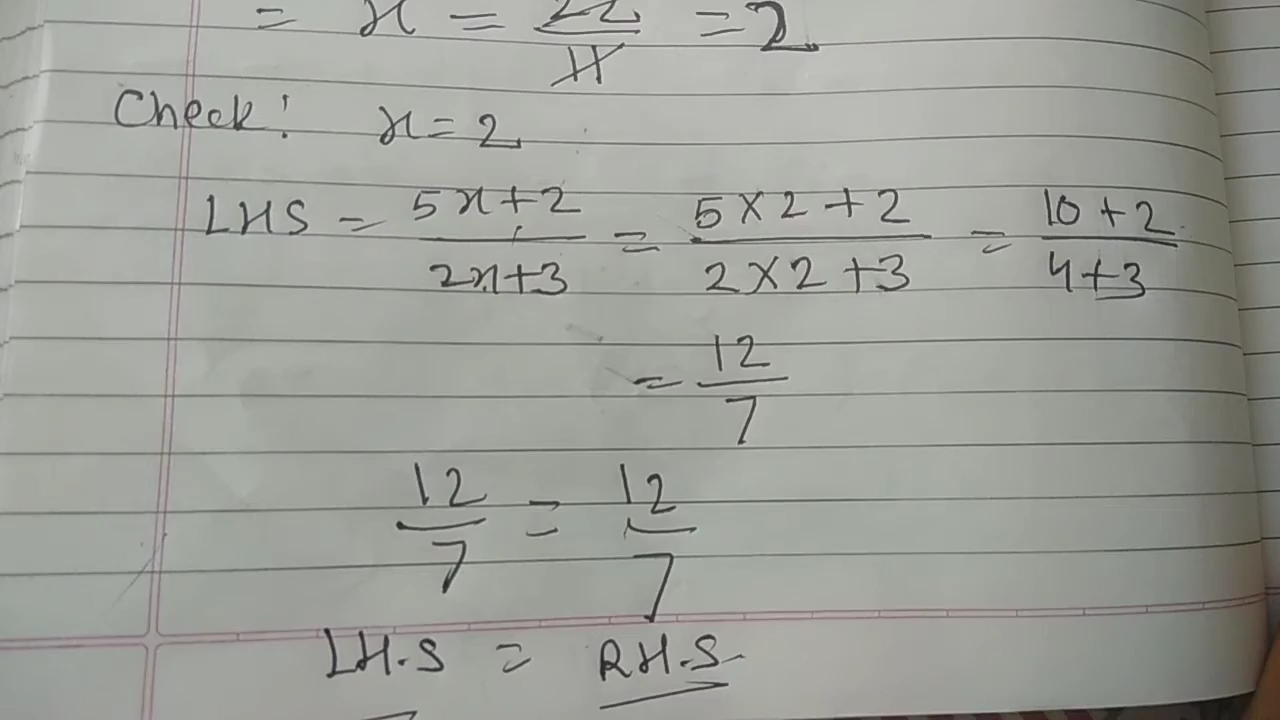 = x = 22/11 = 2
Check! x = 2
LHS = 5x+2/2x+3 = 5×2+2/2×2+3 = 10+2/4+3
= 12/7
12/7 = 12/7
LH.S = R.H.S